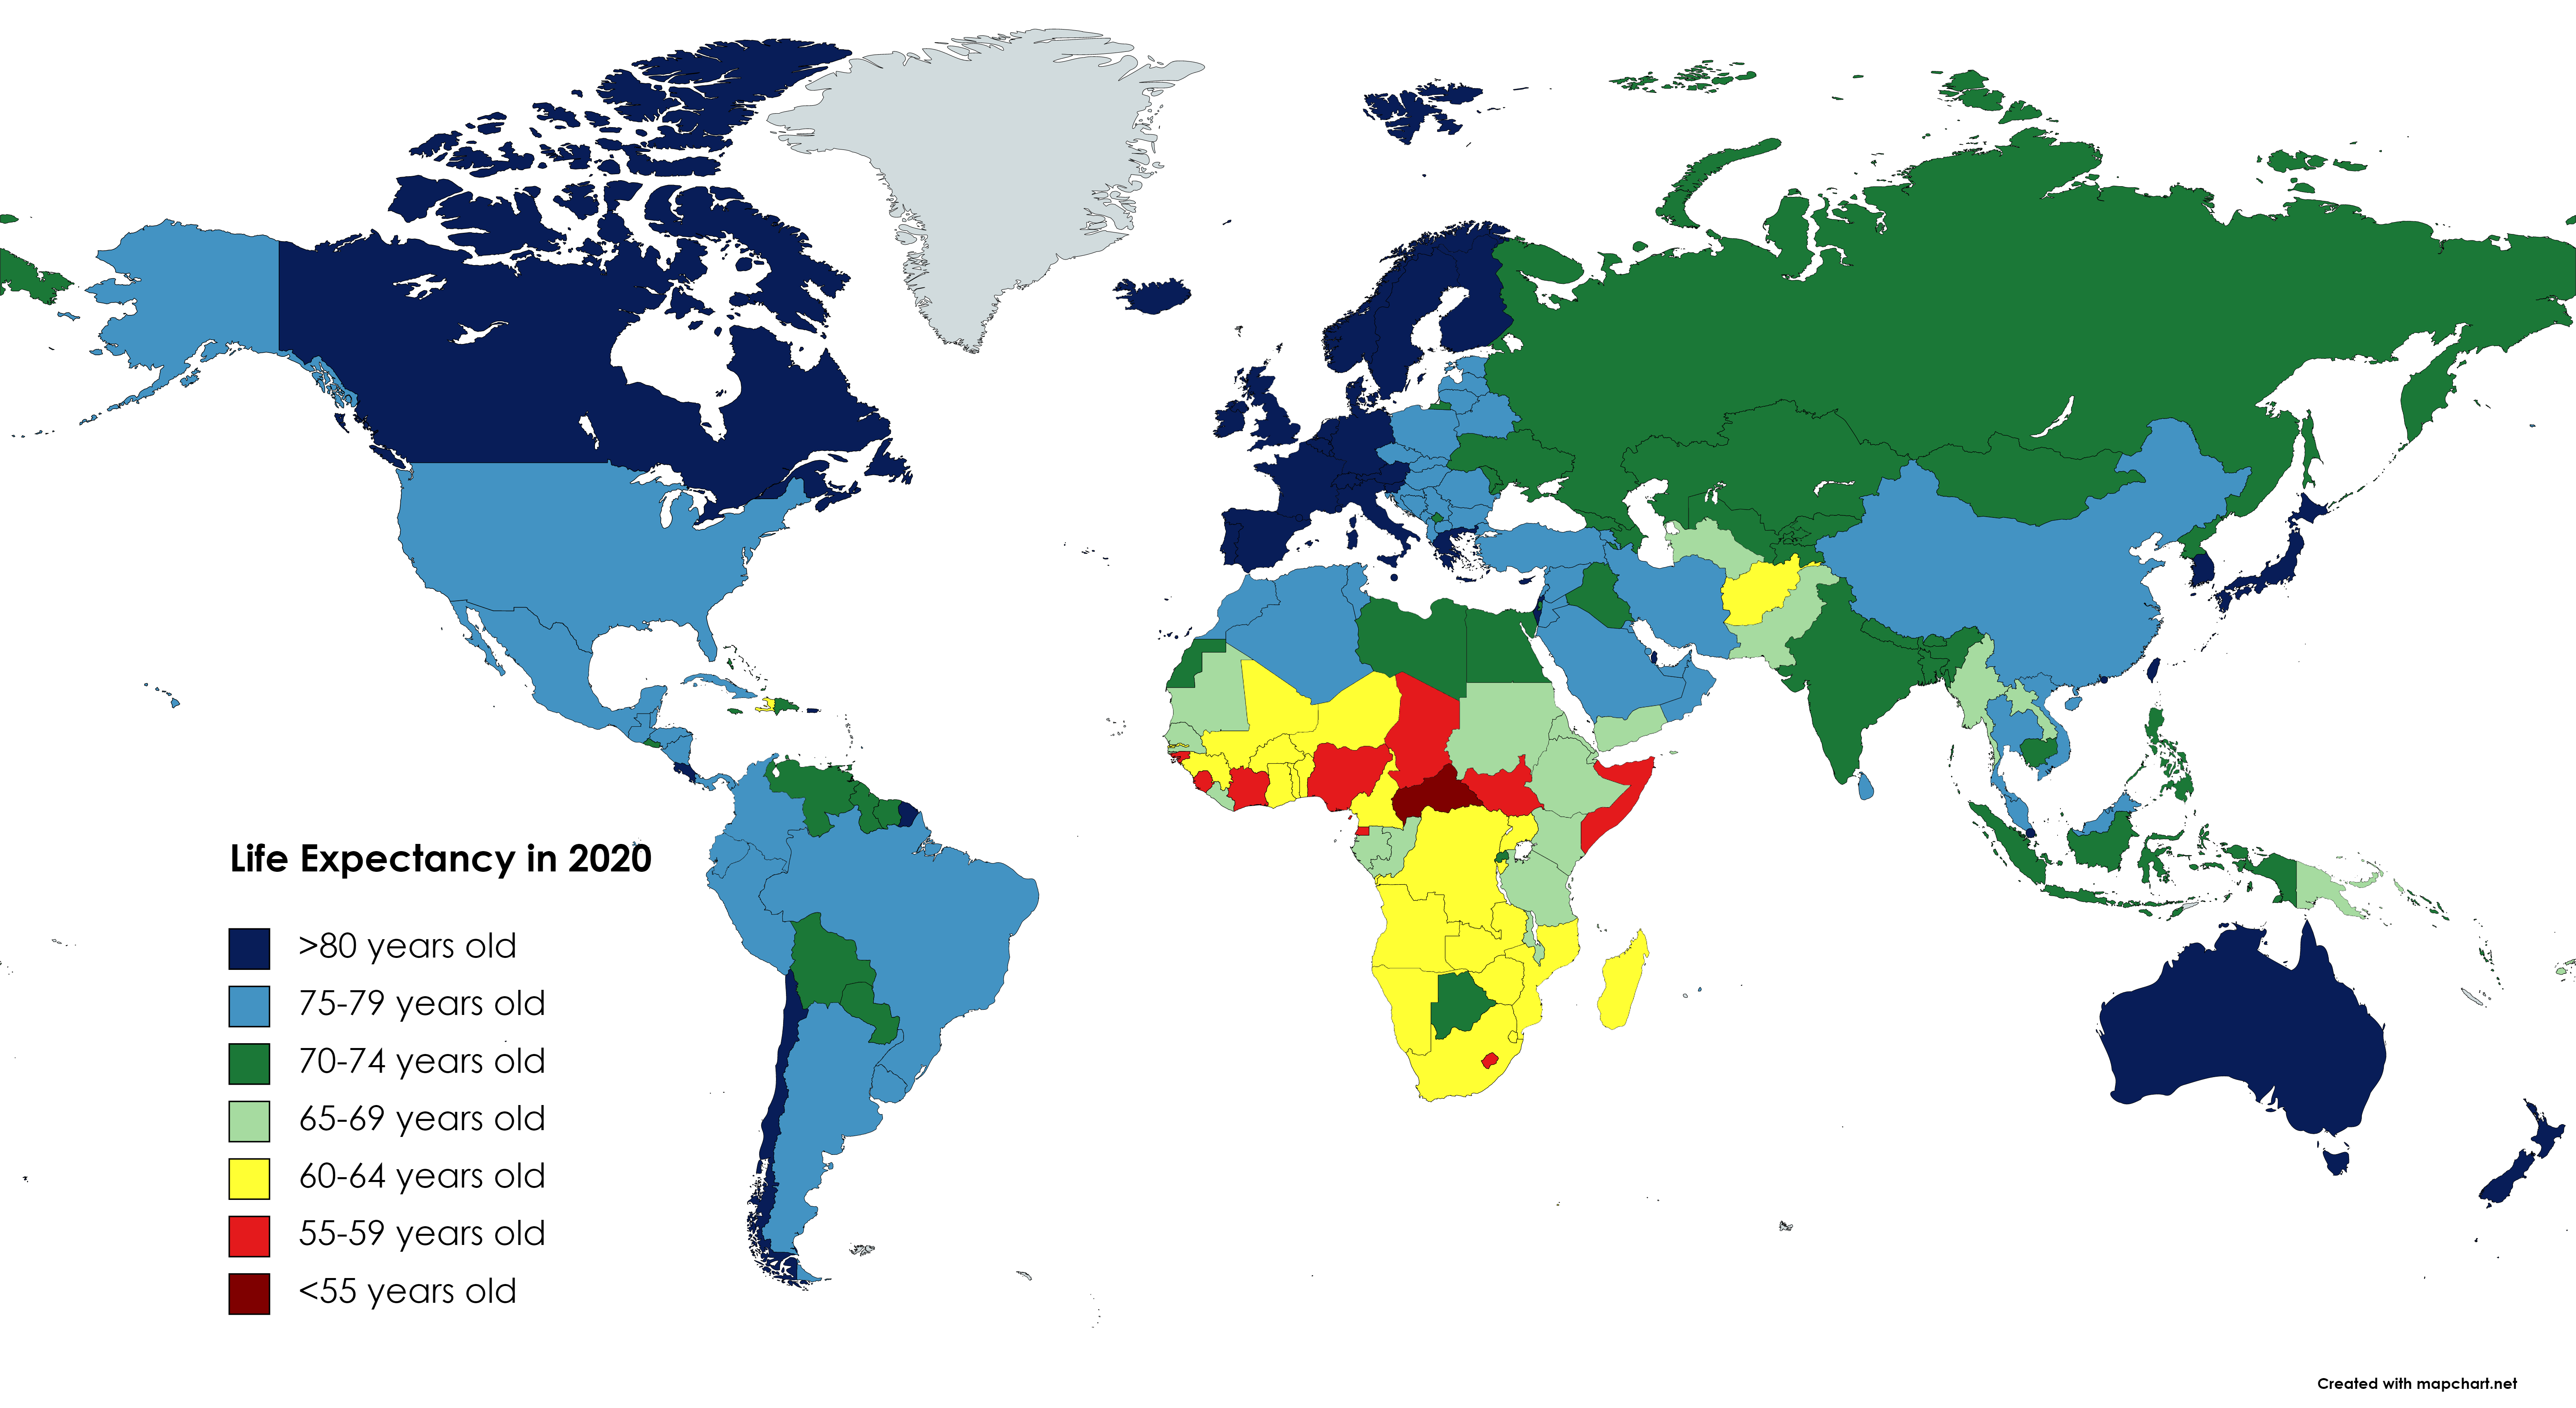 Life Expectancy in 2020
>80 years old
75-79 years old
70-74 years old
65-69 years old
60-64 years old
55-59 years old
<55 years old
Created with mapchart.net